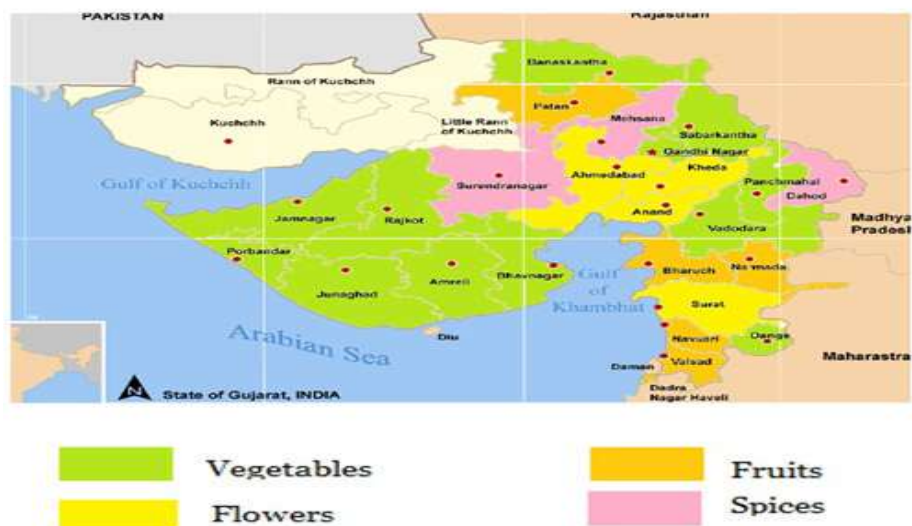 PAKISTAN
Rajasthan
Banaskantha
Rann of Kuchchh
Patan
Mehsana
Little Rann
of Kuchchh
Kuchchh
Sabarkantha
Gandhi Nagar
Kheda
Ahmedabad
Panchmahal
Gulf of Kuchchh
Surendranagar
Dahod
Anand
Jamnagar
Rajkot
Vadodara
Madhya
Pradesh
Porbandar
Bharuch
Narmada
Junaghad
Amreli
Bhavnagar
Gulf
of
Khambhat
Surat
Arabian Sea
Diu
Navsari
Dangs
Valsad
Daman
Maharastra
Dadra
Nagar Haveli
N
State of Gujarat, INDIA
Vegetables
Fruits
Flowers
Spices